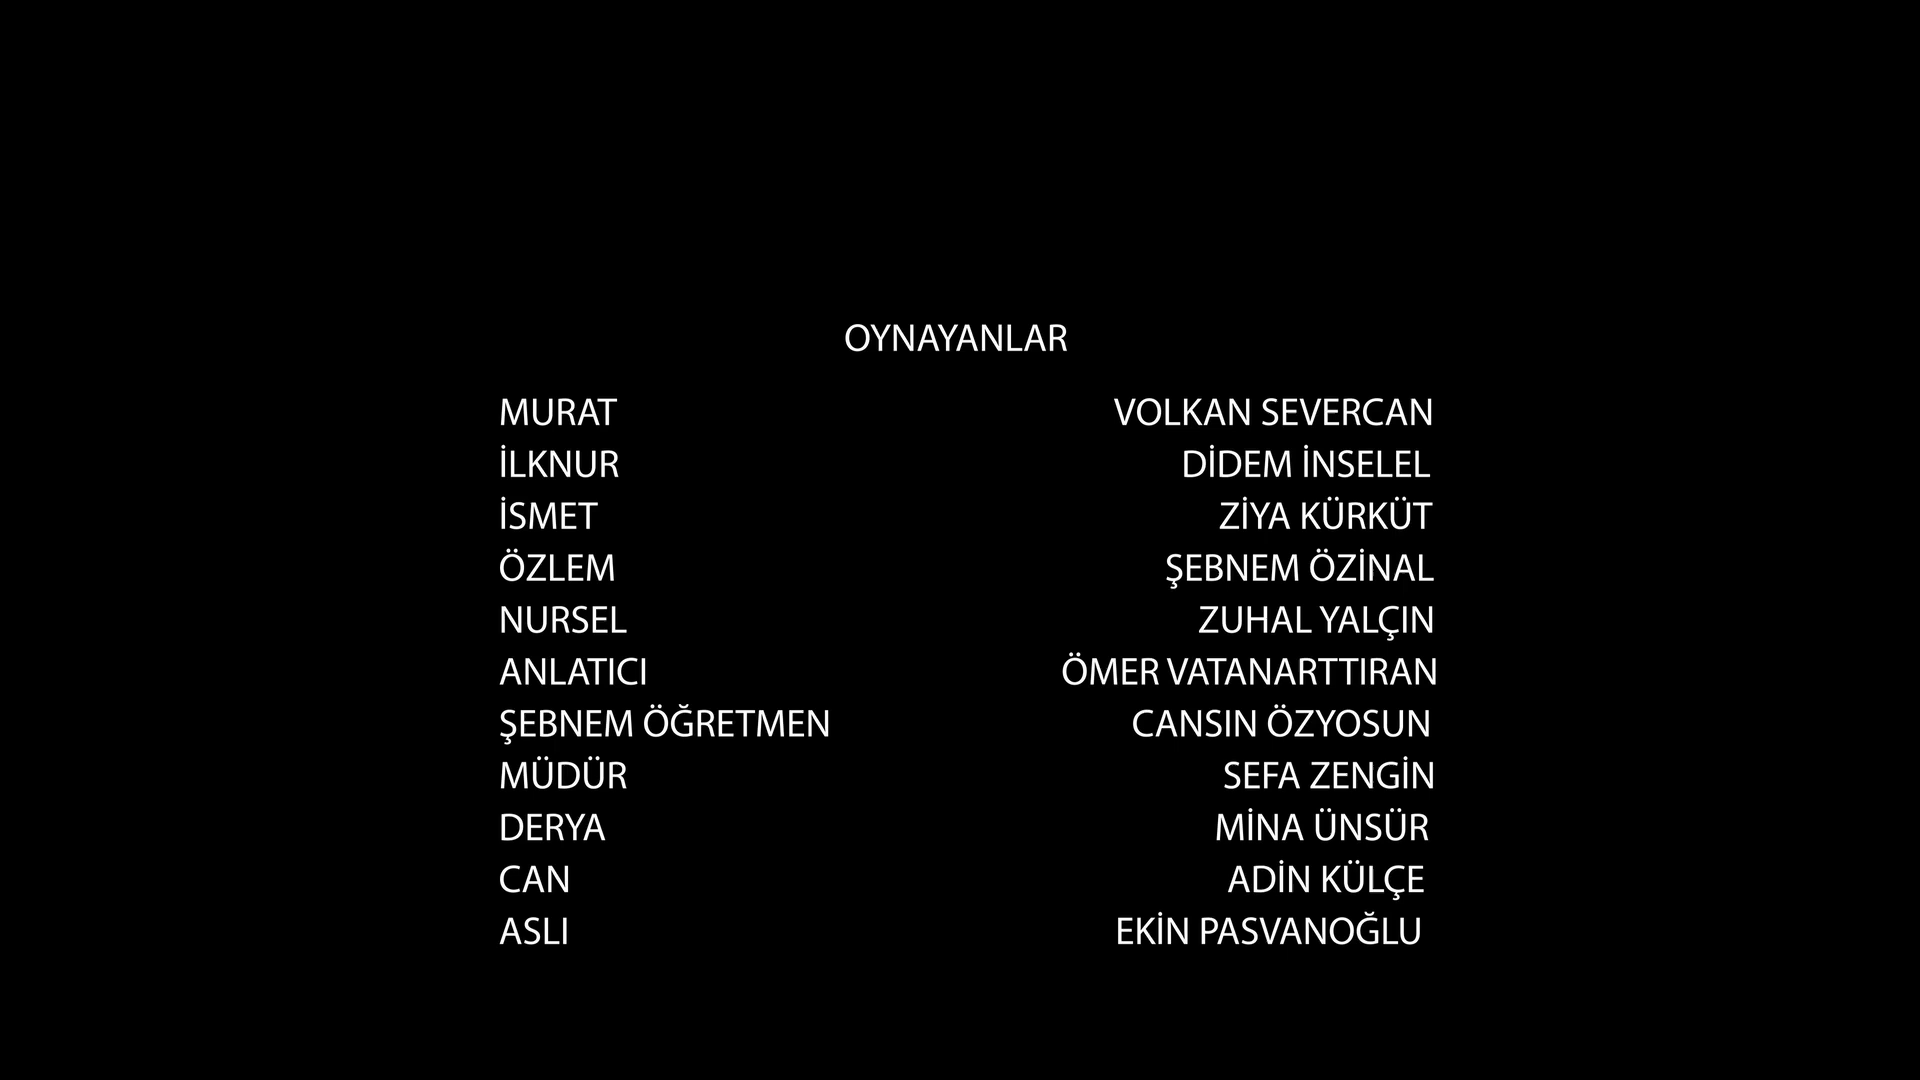 OYNAYANLAR
MURAT VOLKAN SEVERCAN
İLKNUR DİDEM İNSELEL
İSMET ZİYA KÜRKÜT
ÖZLEM ŞEBNEM ÖZİNAL
NURSEL ZUHAL YALÇIN
ANLATICI ÖMER VATANARTTIRAN
ŞEBNEM ÖĞRETMEN CANSIN ÖZYOSUN
MÜDÜR SEFA ZENGİN
DERYA MİNA ÜNSÜR
CAN ADİN KÜLÇE
ASLI EKİN PASVANOĞLU